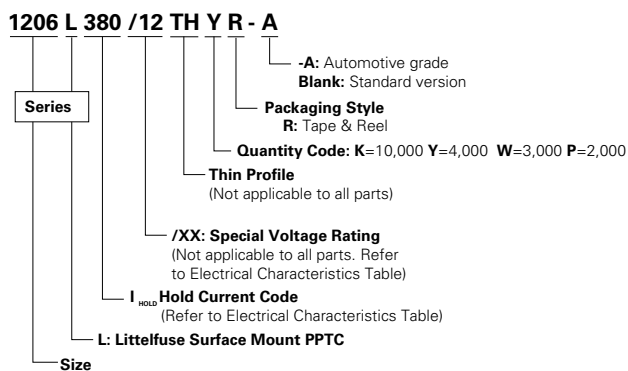 1206 L 380 /12 TH Y R - A
-A: Automotive grade
Blank: Standard version
Series
Packaging Style
R: Tape & Reel
Quantity Code: K=10,000 Y=4,000 W=3,000 P=2,000
Thin Profile
(Not applicable to all parts)
/XX: Special Voltage Rating
(Not applicable to all parts. Refer
to Electrical Characteristics Table)
I HOLD Hold Current Code
(Refer to Electrical Characteristics Table)
L: Littelfuse Surface Mount PPTC
Size